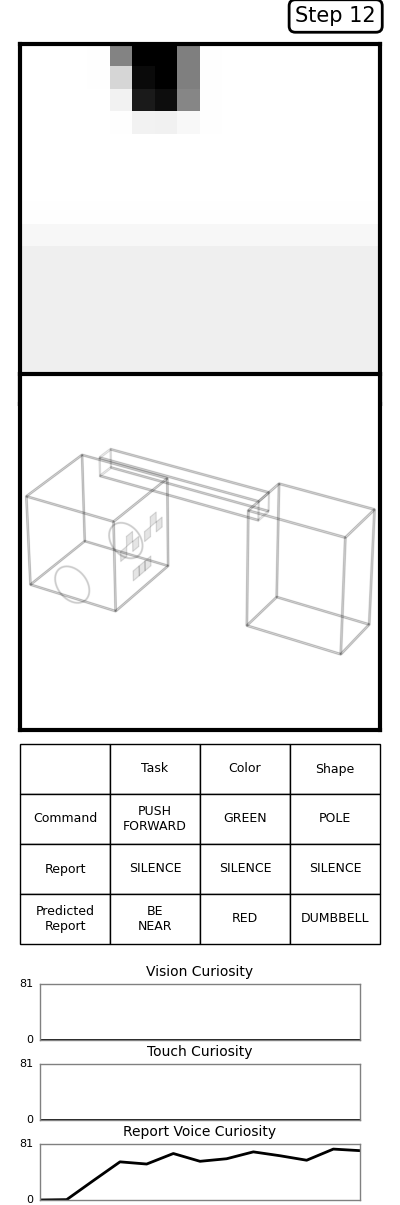 Step 12
Task Color Shape
Command PUSH FORWARD GREEN POLE
Report SILENCE SILENCE SILENCE
Predicted Report BE NEAR RED DUMBBELL
Vision Curiosity
81
0
Touch Curiosity
81
0
Report Voice Curiosity
81
0